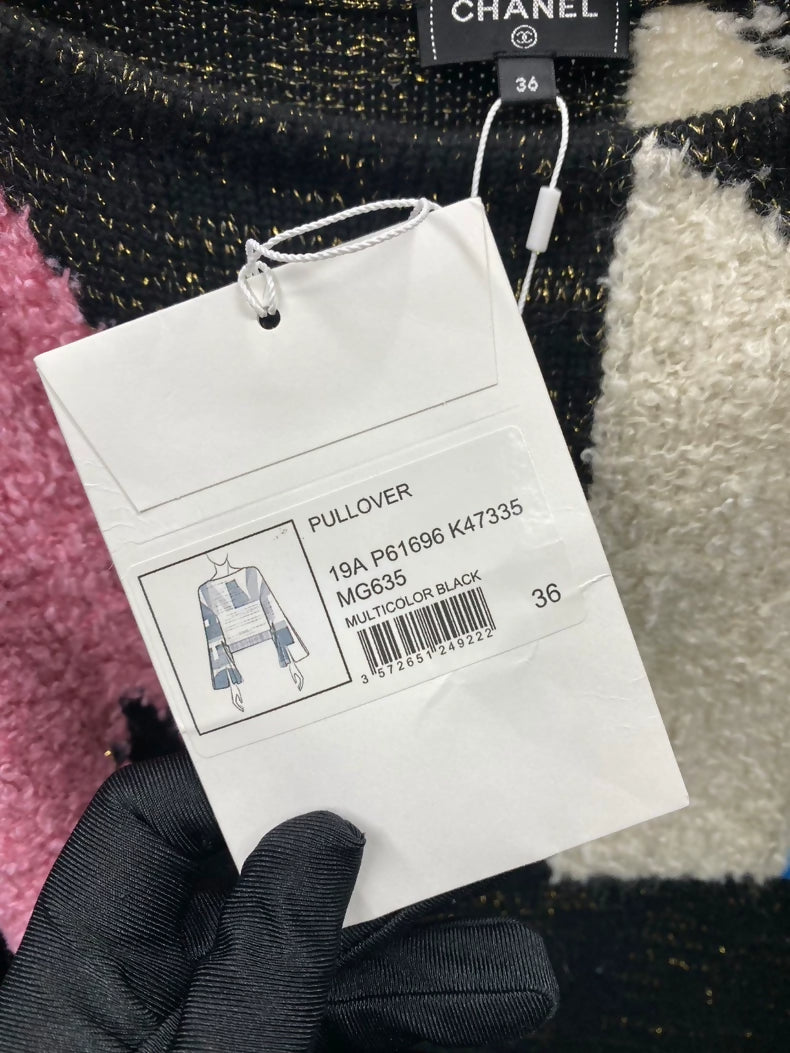 CHANEL
36
PULLOVER
19A P61696 K47335
MG635
MULTICOLOR BLACK
36
3 572651 249222